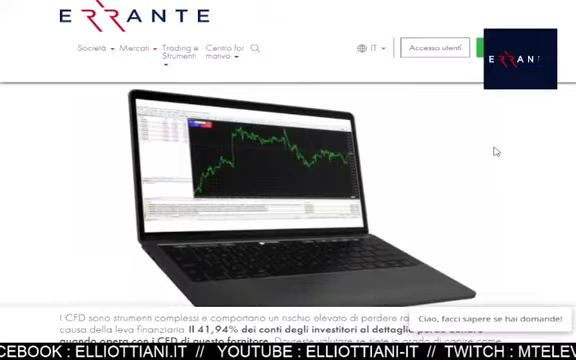 ERRANTE
Società Mercati Trading e Strumenti Centro formativo IT Accesso utenti
ERRANT
I CFD sono strumenti complessi e comportano un rischio elevato di perdere
causa della leva finanziaria. Il 41,94% dei conti degli investitori al dettaglio
quando opera con i CFD di questo fornitore.
Ciao, facci sapere se hai domande!
CEBOOK : ELLIOTTIANI.IT // YOUTUBE : ELLIOTTIANI-IT // TWITCH : MTELEV